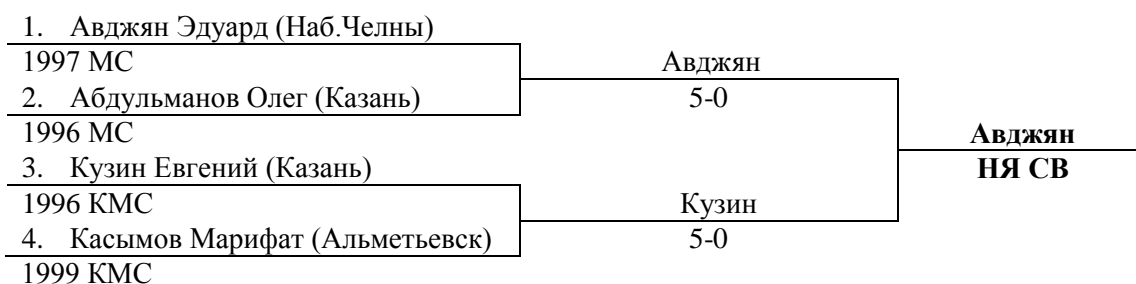 1. Авджян Эдуард (Наб.Челны)
1997 МС
Авджян
2. Абдульманов Олег (Казань)
5-0
1996 МС
Авджян
3. Кузин Евгений (Казань)
НЯ СВ
1996 КМС
Кузин
4. Касымов Марифат (Альметьевск)
5-0
1999 КМС